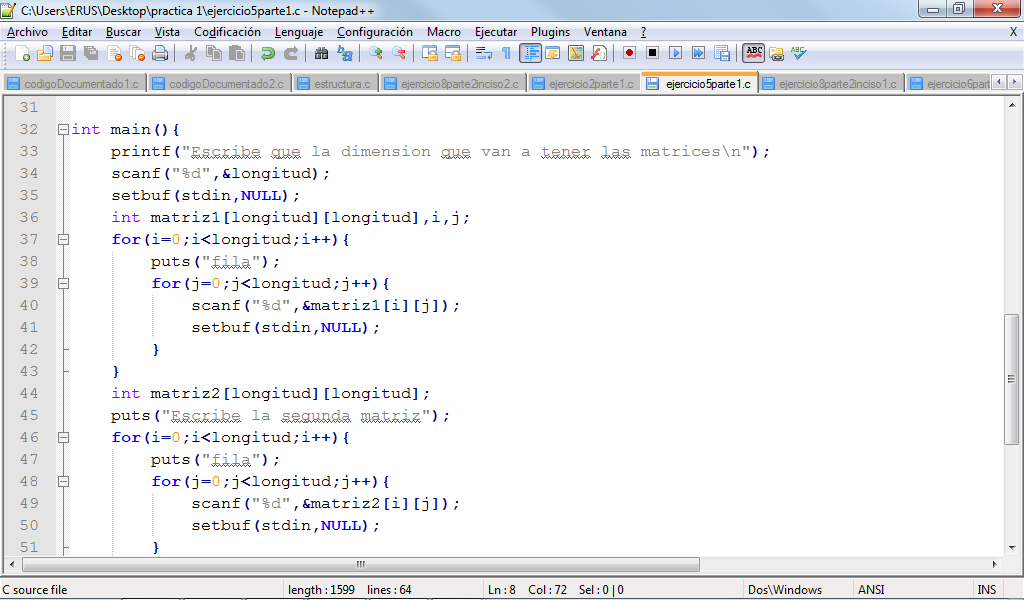 C:\Users\ERUS\Desktop\practica 1\ejercicio5parte1.c - Notepad++
Archivo Editar Buscar Vista Codificación Lenguaje Configuración Macro Ejecutar Plugins Ventana ? X
codigoDocumentado1.c codigoDocumentado2.c estructura.c ejercicio8parte2inciso2.c ejercicio2parte1.c ejercicio5parte1.c ejercicio8parte2inciso1.c ejercicio6part
31
32 int main(){
33 printf("Escribe que la dimension que van a tener las matrices\n");
34 scanf("%d",&longitud);
35 setbuf(stdin,NULL);
36 int matriz1[longitud][longitud],i,j;
37 for(i=0;i<longitud;i++){
38 puts("fila");
39 for(j=0;j<longitud;j++){
40 scanf("%d",&matriz1[i][j]);
41 setbuf(stdin,NULL);
42 }
43 }
44 int matriz2[longitud][longitud];
45 puts("Escribe la segunda matriz");
46 for(i=0;i<longitud;i++){
47 puts("fila");
48 for(j=0;j<longitud;j++){
49 scanf("%d",&matriz2[i][j]);
50 setbuf(stdin,NULL);
51 }
C source file length : 1599 lines : 64 Ln : 8 Col : 72 Sel : 0 | 0 Dos\Windows ANSI INS